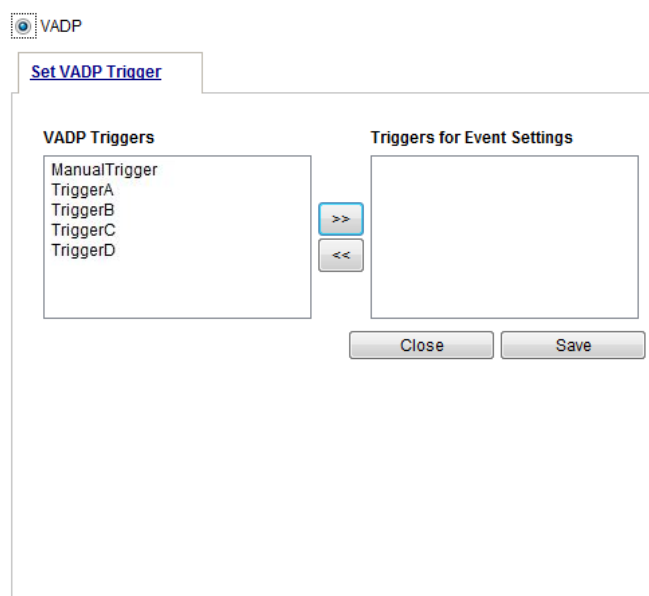 VADP
Set VADP Trigger
VADP Triggers
Triggers for Event Settings
ManualTrigger
TriggerA
TriggerB
TriggerC
TriggerD
>>
<<
Close
Save